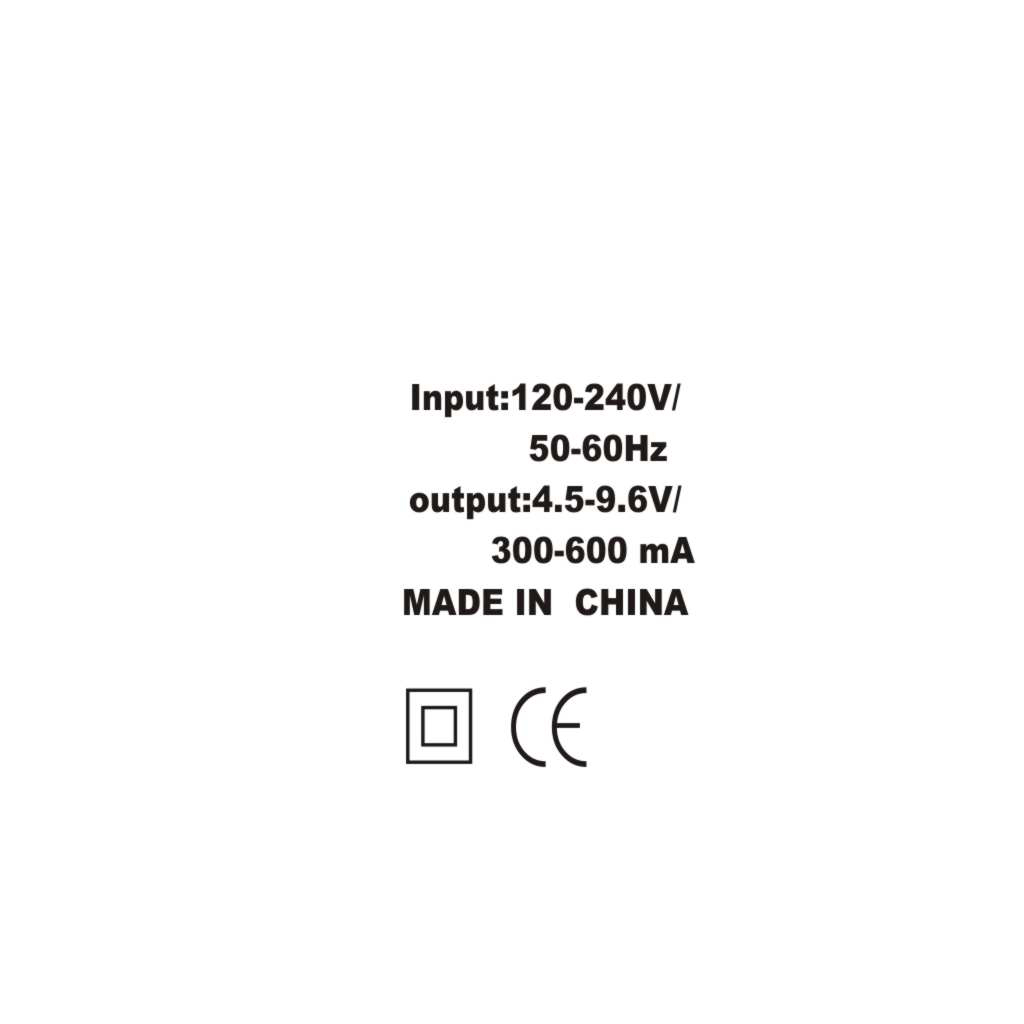 Input:120-240V/
50-60Hz
output:4.5-9.6V/
300-600 mA
MADE IN  CHINA
CE